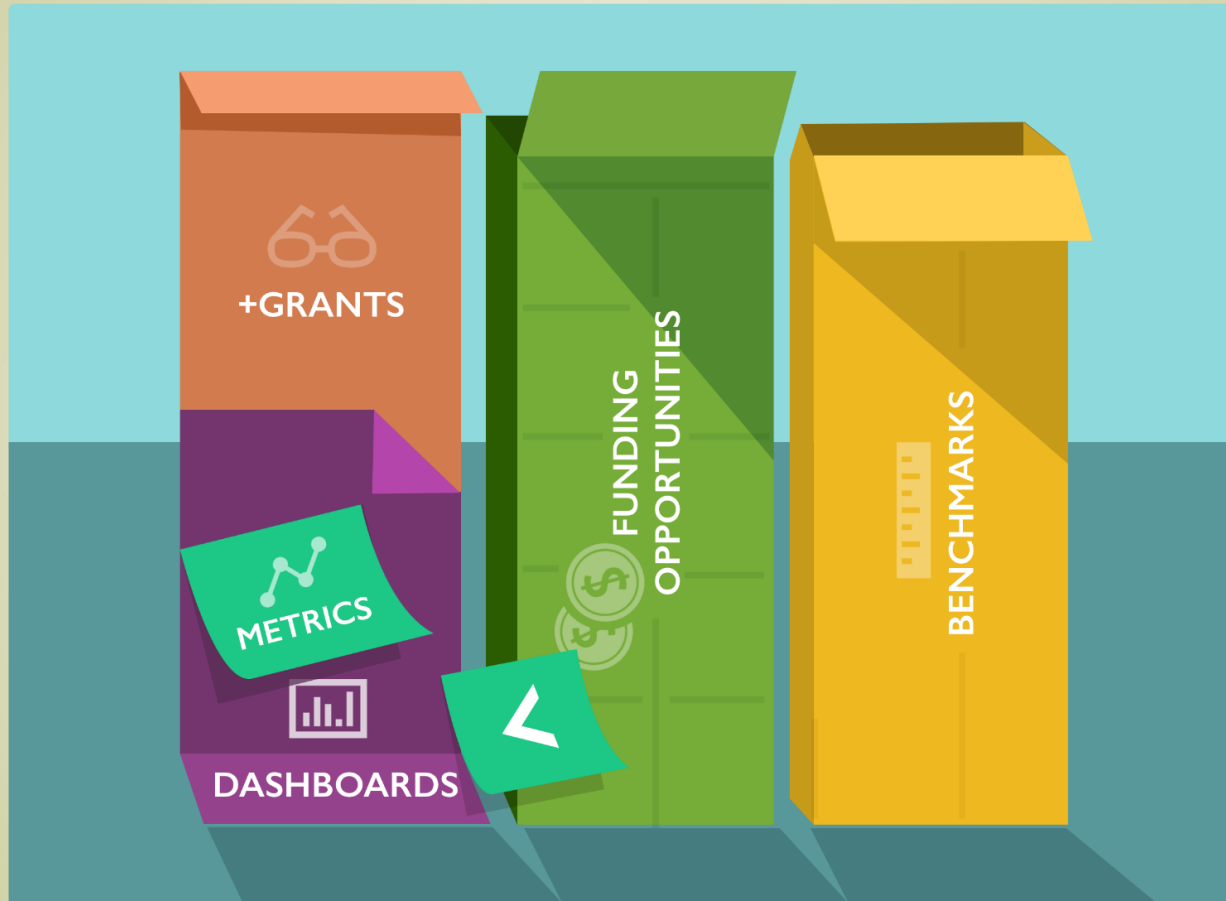 +GRANTS
METRICS
DASHBOARDS
FUNDING
OPPORTUNITIES
BENCHMARKS